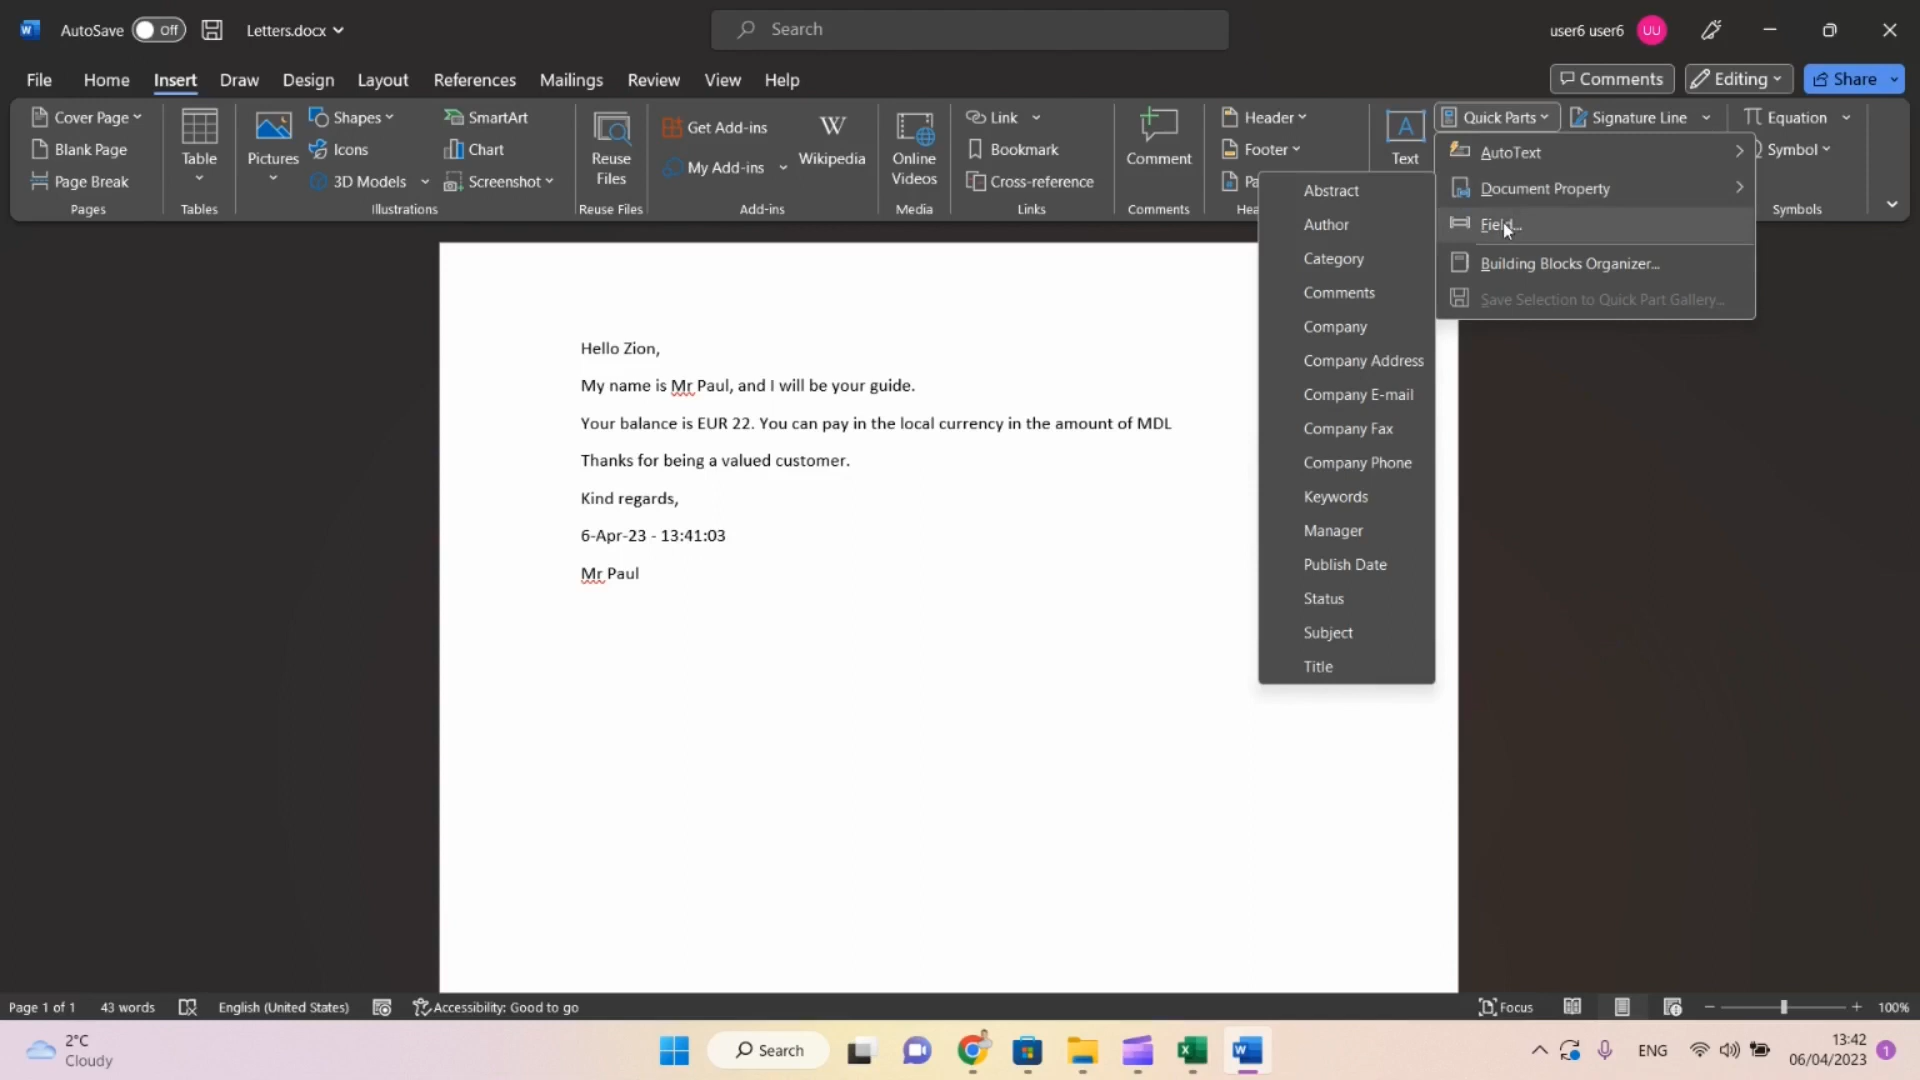 AutoSave Off Letters.docx Search user6 user6 UU
File Home Insert Draw Design Layout References Mailings Review View Help Comments Editing Share
Cover Page
Blank Page
Page Break
Pages
Table
Tables
Pictures
Shapes
Icons
3D Models
SmartArt
Chart
Screenshot
Illustrations
Reuse
Files
Reuse Files
Get Add-ins
My Add-ins
Wikipedia
Add-ins
Online
Videos
Media
Link
Bookmark
Cross-reference
Links
Comment
Comments
Header
Footer
Pa
Hea
A
Text
Quick Parts
Signature Line
Equation
Symbol
Symbols
AutoText
Document Property
Field...
Building Blocks Organizer...
Save Selection to Quick Part Gallery...
Abstract
Author
Category
Comments
Company
Company Address
Company E-mail
Company Fax
Company Phone
Keywords
Manager
Publish Date
Status
Subject
Title
Hello Zion,
My name is Mr Paul, and I will be your guide.
Your balance is EUR 22. You can pay in the local currency in the amount of MDL
Thanks for being a valued customer.
Kind regards,
6-Apr-23 - 13:41:03
Mr Paul
Page 1 of 1 43 words English (United States) Accessibility: Good to go Focus 100%
2°C
Cloudy
Search
ENG
13:42
06/04/2023
1